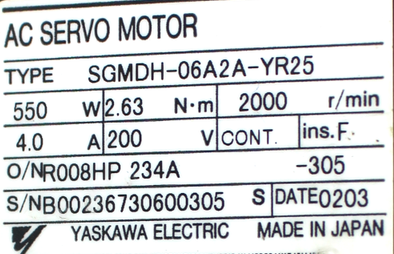 AC SERVO MOTOR
TYPE SGMDH-06A2A-YR25
550 W 2.63 N·m 2000 r/min
4.0 A 200 V CONT. ins.F
O/N R008HP 234A -305
S/N B00236730600305 S DATE 0203
YASKAWA ELECTRIC MADE IN JAPAN